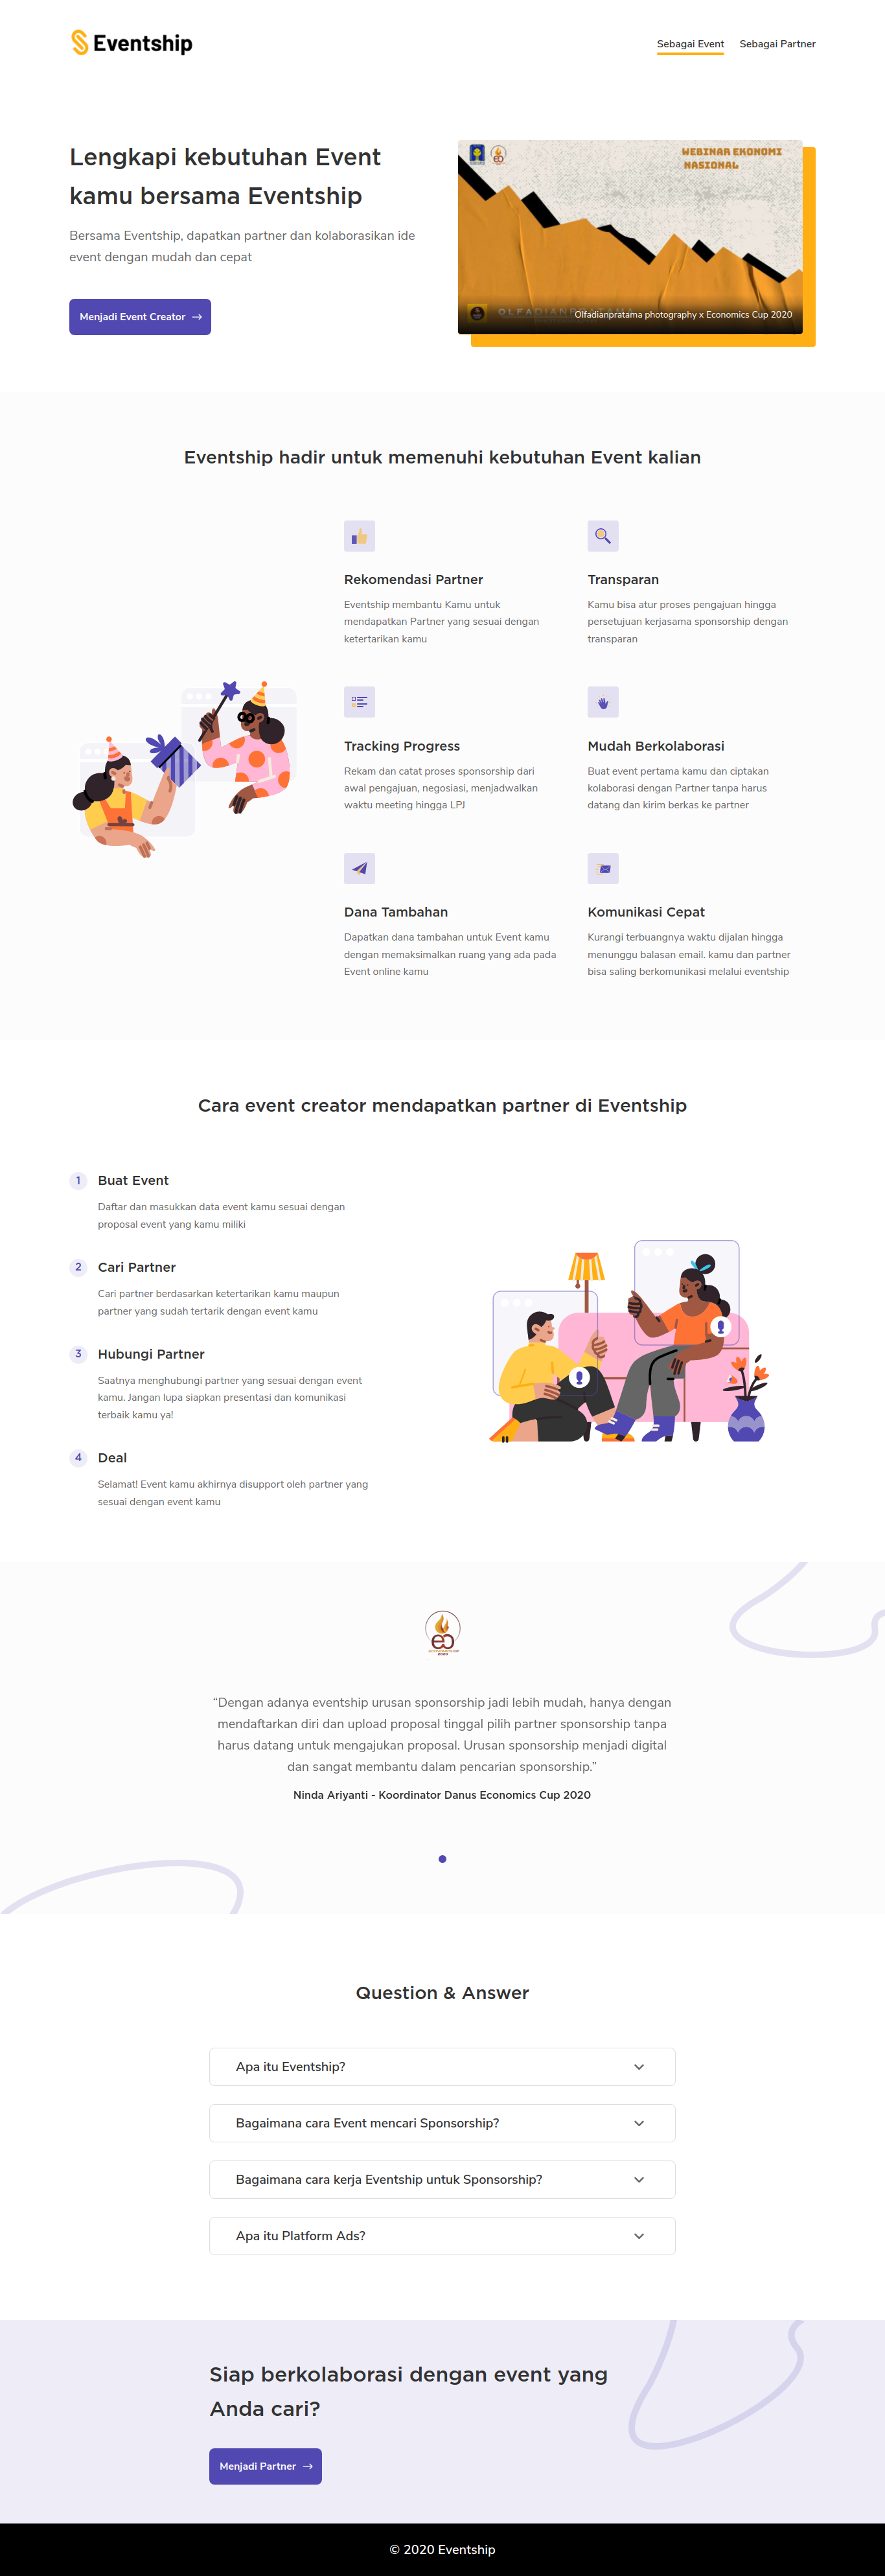 Eventship
Sebagai Event
Sebagai Partner
Lengkapi kebutuhan Event
kamu bersama Eventship
Bersama Eventship, dapatkan partner dan kolaborasikan ide
event dengan mudah dan cepat
Menjadi Event Creator
WEBINAR EKONOMI
NASIONAL
Olfadianpratama photography x Economics Cup 2020
Eventship hadir untuk memenuhi kebutuhan Event kalian
Rekomendasi Partner
Eventship membantu Kamu untuk
mendapatkan Partner yang sesuai dengan
ketertarikan kamu
Transparan
Kamu bisa atur proses pengajuan hingga
persetujuan kerjasama sponsorship dengan
transparan
Tracking Progress
Rekam dan catat proses sponsorship dari
awal pengajuan, negosiasi, menjadwalkan
waktu meeting hingga LPJ
Mudah Berkolaborasi
Buat event pertama kamu dan ciptakan
kolaborasi dengan Partner tanpa harus
datang dan kirim berkas ke partner
Dana Tambahan
Dapatkan dana tambahan untuk Event kamu
dengan memaksimalkan ruang yang ada pada
Event online kamu
Komunikasi Cepat
Kurangi terbuangnya waktu dijalan hingga
menunggu balasan email. kamu dan partner
bisa saling berkomunikasi melalui eventship
Cara event creator mendapatkan partner di Eventship
1 Buat Event
Daftar dan masukkan data event kamu sesuai dengan
proposal event yang kamu miliki
2 Cari Partner
Cari partner berdasarkan ketertarikan kamu maupun
partner yang sudah tertarik dengan event kamu
3 Hubungi Partner
Saatnya menghubungi partner yang sesuai dengan event
kamu. Jangan lupa siapkan presentasi dan komunikasi
terbaik kamu ya!
4 Deal
Selamat! Event kamu akhirnya disupport oleh partner yang
sesuai dengan event kamu
“Dengan adanya eventship urusan sponsorship jadi lebih mudah, hanya dengan
mendaftarkan diri dan upload proposal tinggal pilih partner sponsorship tanpa
harus datang untuk mengajukan proposal. Urusan sponsorship menjadi digital
dan sangat membantu dalam pencarian sponsorship.”
Ninda Ariyanti - Koordinator Danus Economics Cup 2020
Question & Answer
Apa itu Eventship?
Bagaimana cara Event mencari Sponsorship?
Bagaimana cara kerja Eventship untuk Sponsorship?
Apa itu Platform Ads?
Siap berkolaborasi dengan event yang
Anda cari?
Menjadi Partner
© 2020 Eventship